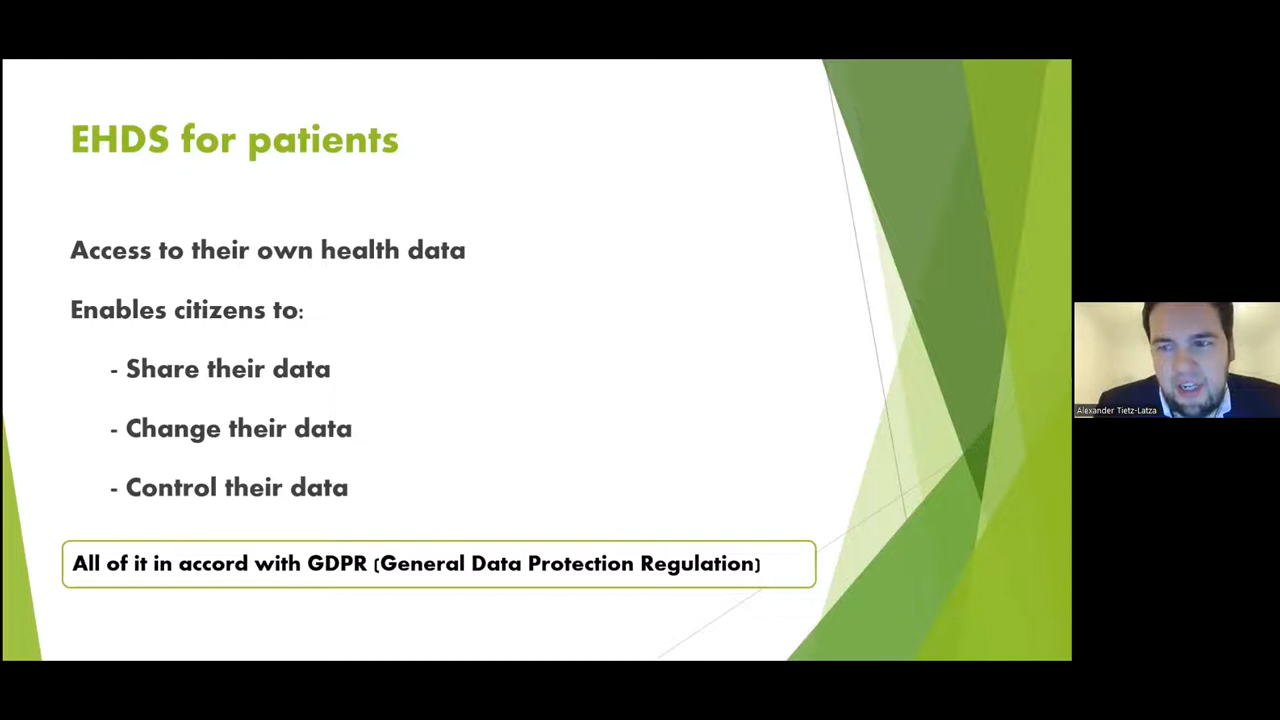 EHDS for patients
Access to their own health data
Enables citizens to:
- Share their data
- Change their data
- Control their data
All of it in accord with GDPR (General Data Protection Regulation)
Alexander Tietz-Latza